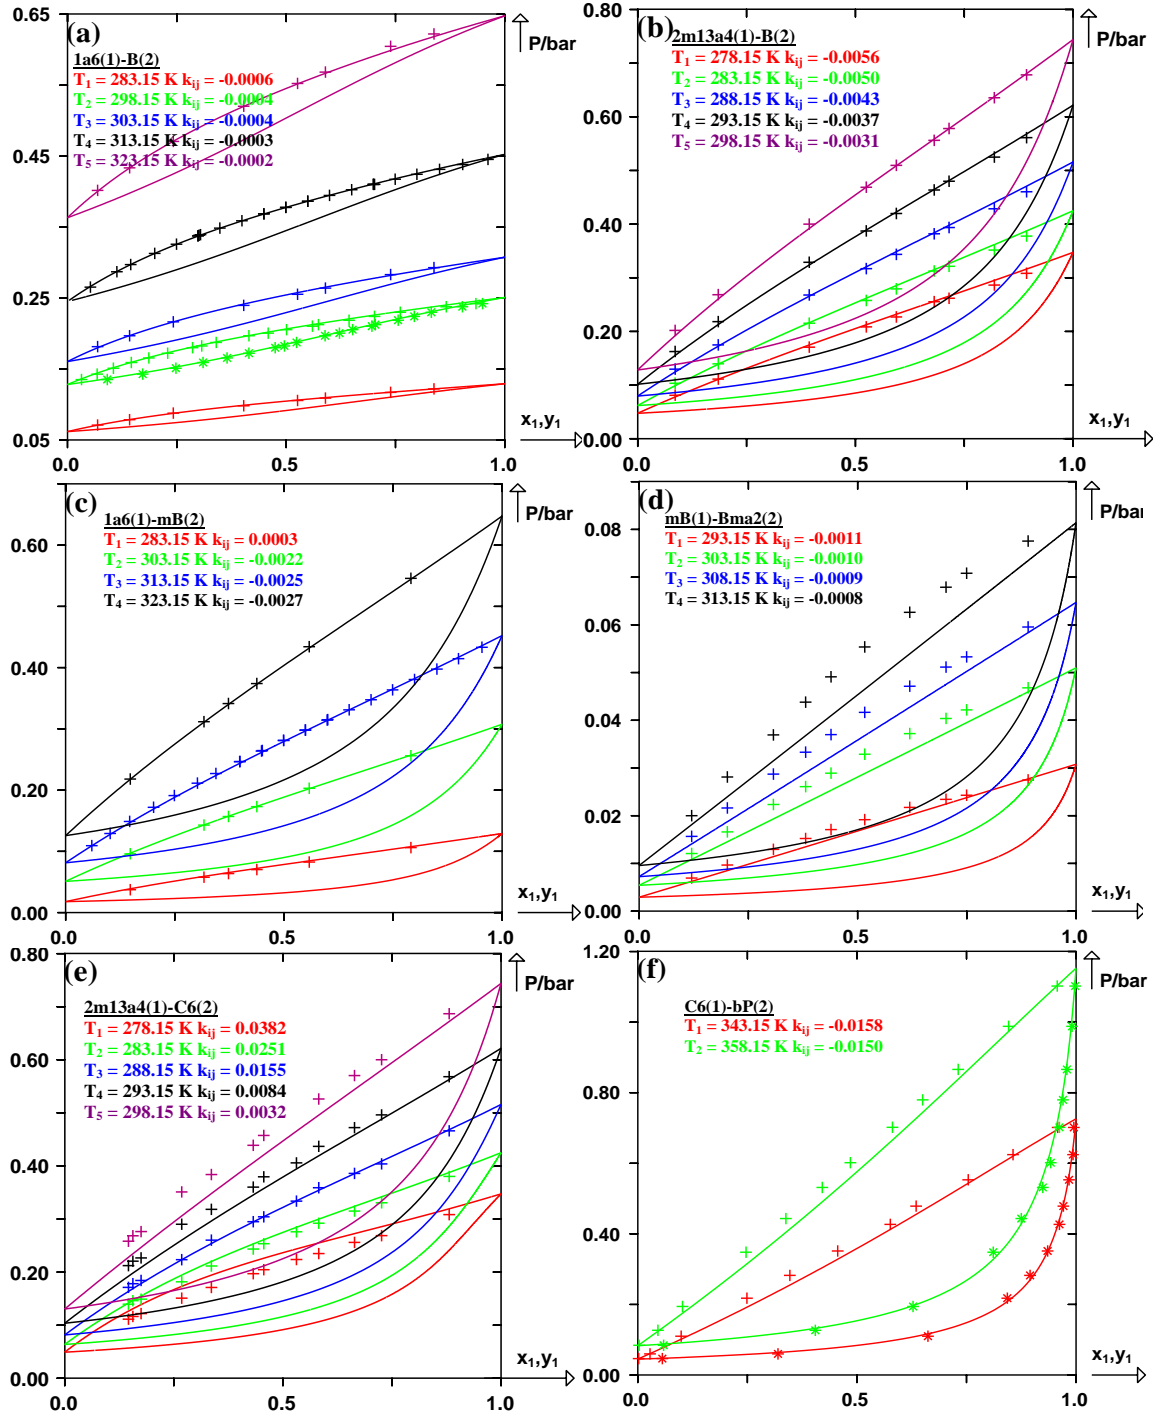 (a)
0.65
P/bar
1a6(1)-B(2)
T₁ = 283.15 K kᵢⱼ = -0.0006
T₂ = 298.15 K kᵢⱼ = -0.0004
T₃ = 303.15 K kᵢⱼ = -0.0004
T₄ = 313.15 K kᵢⱼ = -0.0003
T₅ = 323.15 K kᵢⱼ = -0.0002
0.45
0.25
0.05
x₁,y₁
0.0 0.5 1.0
(b)
0.80
P/bar
2m13a4(1)-B(2)
T₁ = 278.15 K kᵢⱼ = -0.0056
T₂ = 283.15 K kᵢⱼ = -0.0050
T₃ = 288.15 K kᵢⱼ = -0.0043
T₄ = 293.15 K kᵢⱼ = -0.0037
T₅ = 298.15 K kᵢⱼ = -0.0031
0.60
0.40
0.20
0.00
x₁,y₁
0.0 0.5 1.0
(c)
P/bar
1a6(1)-mB(2)
T₁ = 283.15 K kᵢⱼ = 0.0003
T₂ = 303.15 K kᵢⱼ = -0.0022
T₃ = 313.15 K kᵢⱼ = -0.0025
T₄ = 323.15 K kᵢⱼ = -0.0027
0.60
0.40
0.20
0.00
x₁,y₁
0.0 0.5 1.0
(d)
P/bar
mB(1)-Bma2(2)
T₁ = 293.15 K kᵢⱼ = -0.0011
T₂ = 303.15 K kᵢⱼ = -0.0010
T₃ = 308.15 K kᵢⱼ = -0.0009
T₄ = 313.15 K kᵢⱼ = -0.0008
0.08
0.06
0.04
0.02
0.00
x₁,y₁
0.0 0.5 1.0
(e)
0.80
P/bar
2m13a4(1)-C6(2)
T₁ = 278.15 K kᵢⱼ = 0.0382
T₂ = 283.15 K kᵢⱼ = 0.0251
T₃ = 288.15 K kᵢⱼ = 0.0155
T₄ = 293.15 K kᵢⱼ = 0.0084
T₅ = 298.15 K kᵢⱼ = 0.0032
0.60
0.40
0.20
0.00
x₁,y₁
0.0 0.5 1.0
(f)
1.20
P/bar
C6(1)-bP(2)
T₁ = 343.15 K kᵢⱼ = -0.0158
T₂ = 358.15 K kᵢⱼ = -0.0150
0.80
0.40
0.00
x₁,y₁
0.0 0.5 1.0